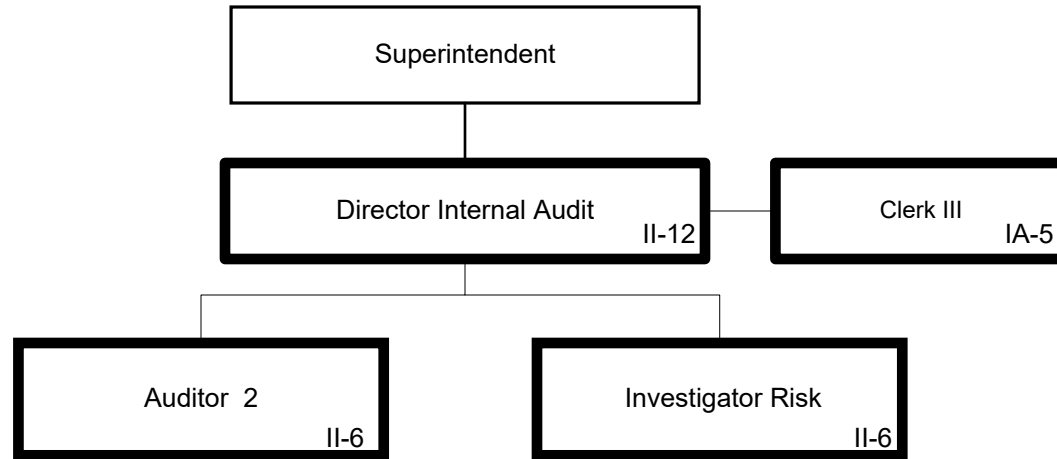 Superintendent
Director Internal Audit
II-12
Clerk III
IA-5
Auditor  2
II-6
Investigator Risk
II-6